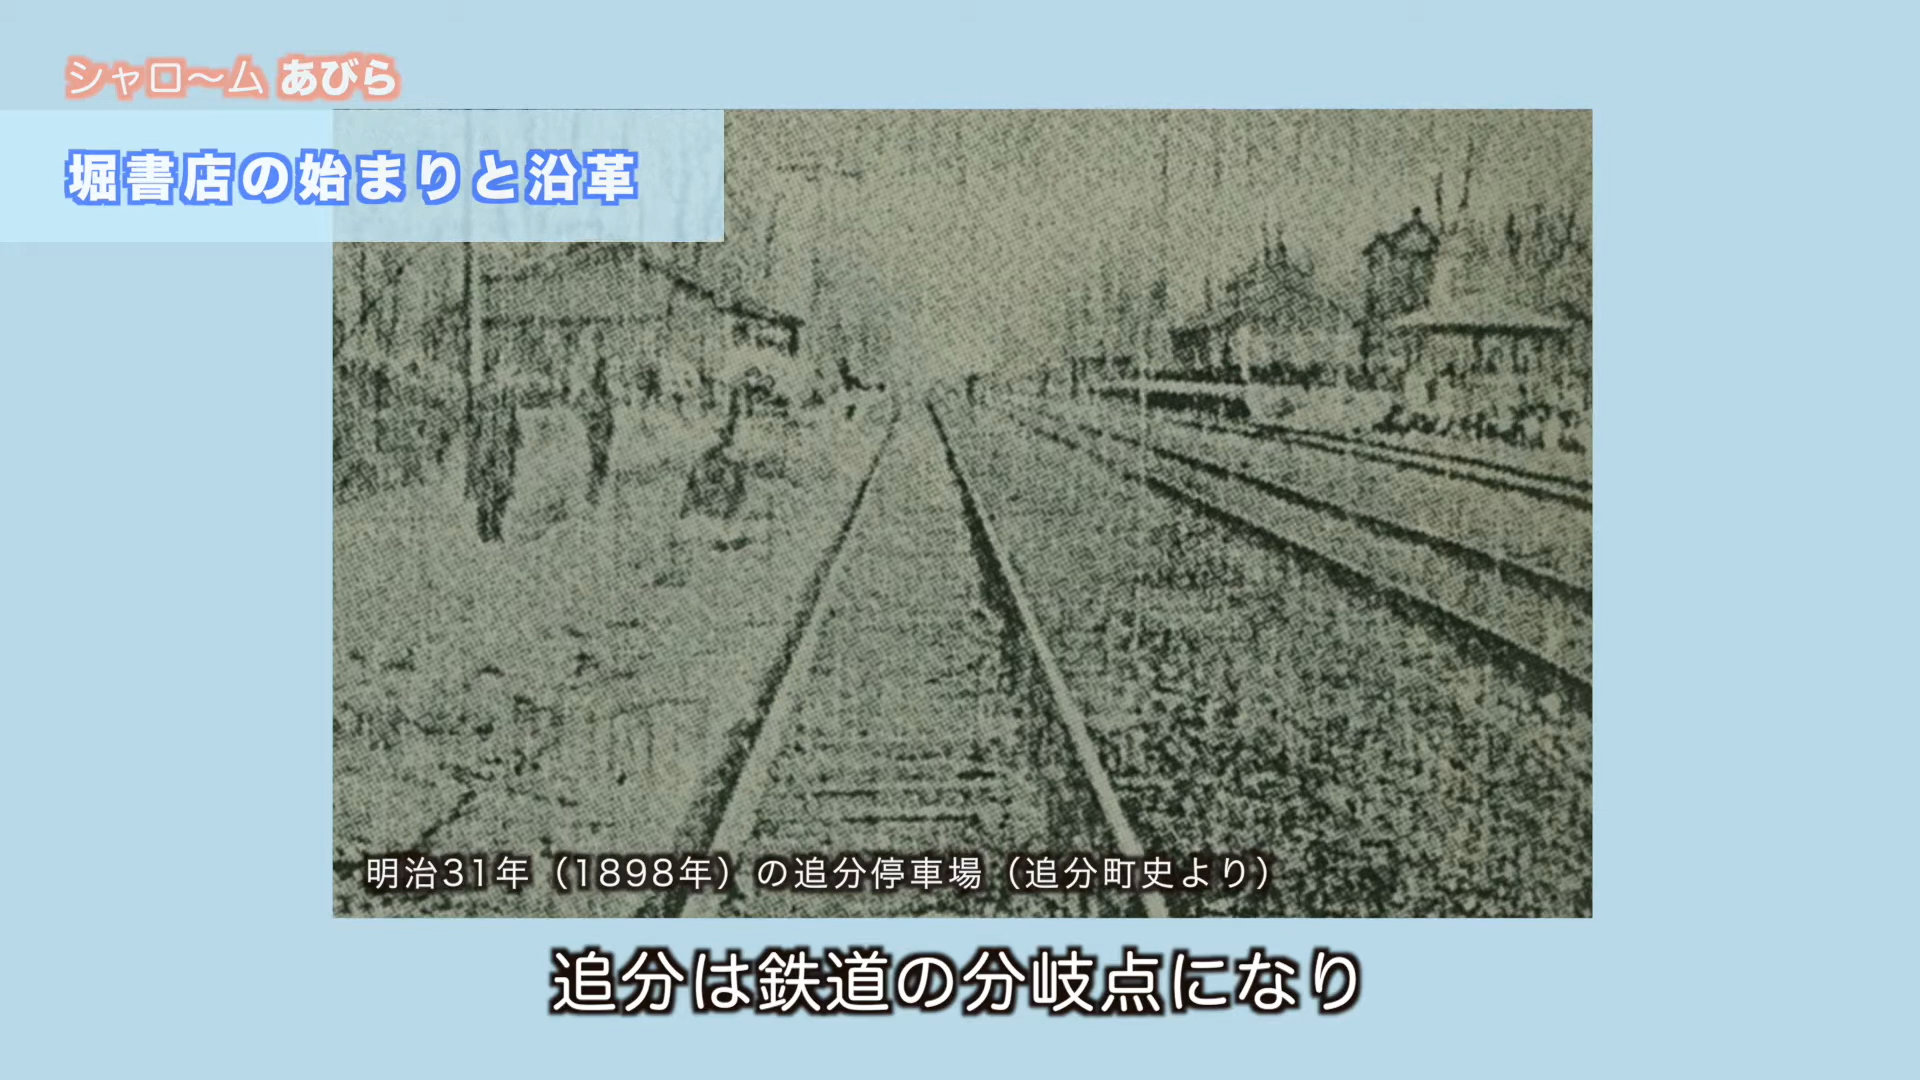 シャロ〜ム あびら
堀書店の始まりと沿革
明治31年（1898年）の追分停車場（追分町史より）
追分は鉄道の分岐点になり